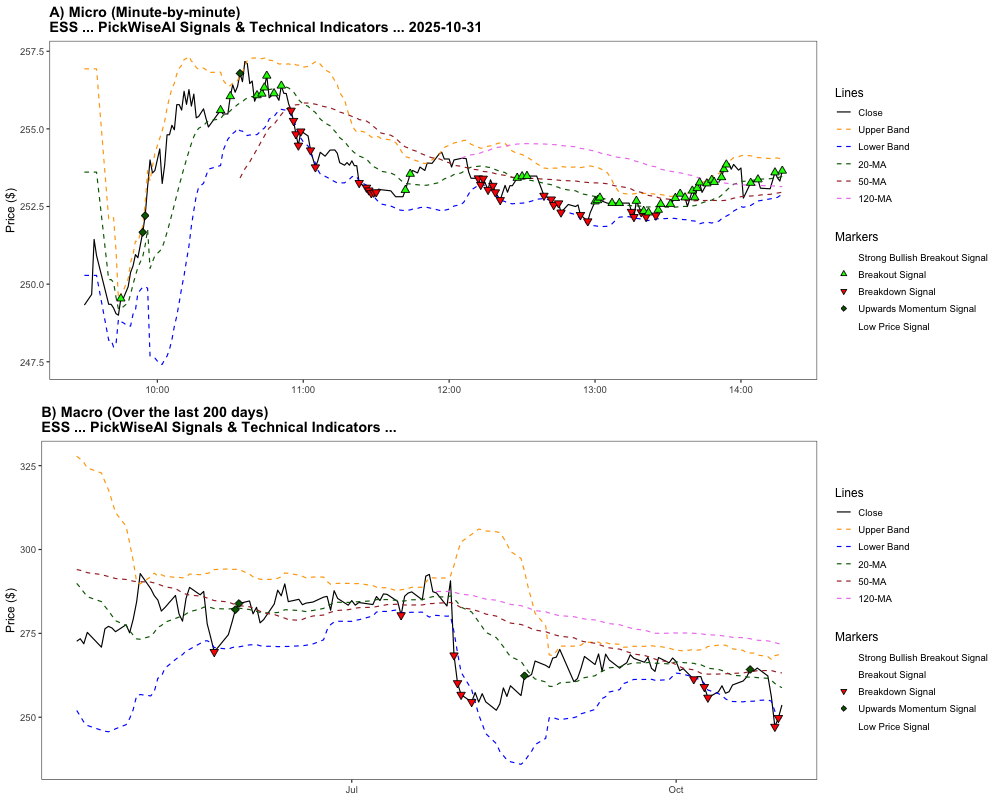 A) Micro (Minute-by-minute)
ESS ... PickWiseAI Signals & Technical Indicators ... 2025-10-31
257.5
255.0
252.5
250.0
247.5
Price ($)
10:00
11:00
12:00
13:00
14:00
Lines
Close
Upper Band
Lower Band
20-MA
50-MA
120-MA
Markers
Strong Bullish Breakout Signal
Breakout Signal
Breakdown Signal
Upwards Momentum Signal
Low Price Signal
B) Macro (Over the last 200 days)
ESS ... PickWiseAI Signals & Technical Indicators ...
325
300
275
250
Price ($)
Jul
Oct
Lines
Close
Upper Band
Lower Band
20-MA
50-MA
120-MA
Markers
Strong Bullish Breakout Signal
Breakout Signal
Breakdown Signal
Upwards Momentum Signal
Low Price Signal